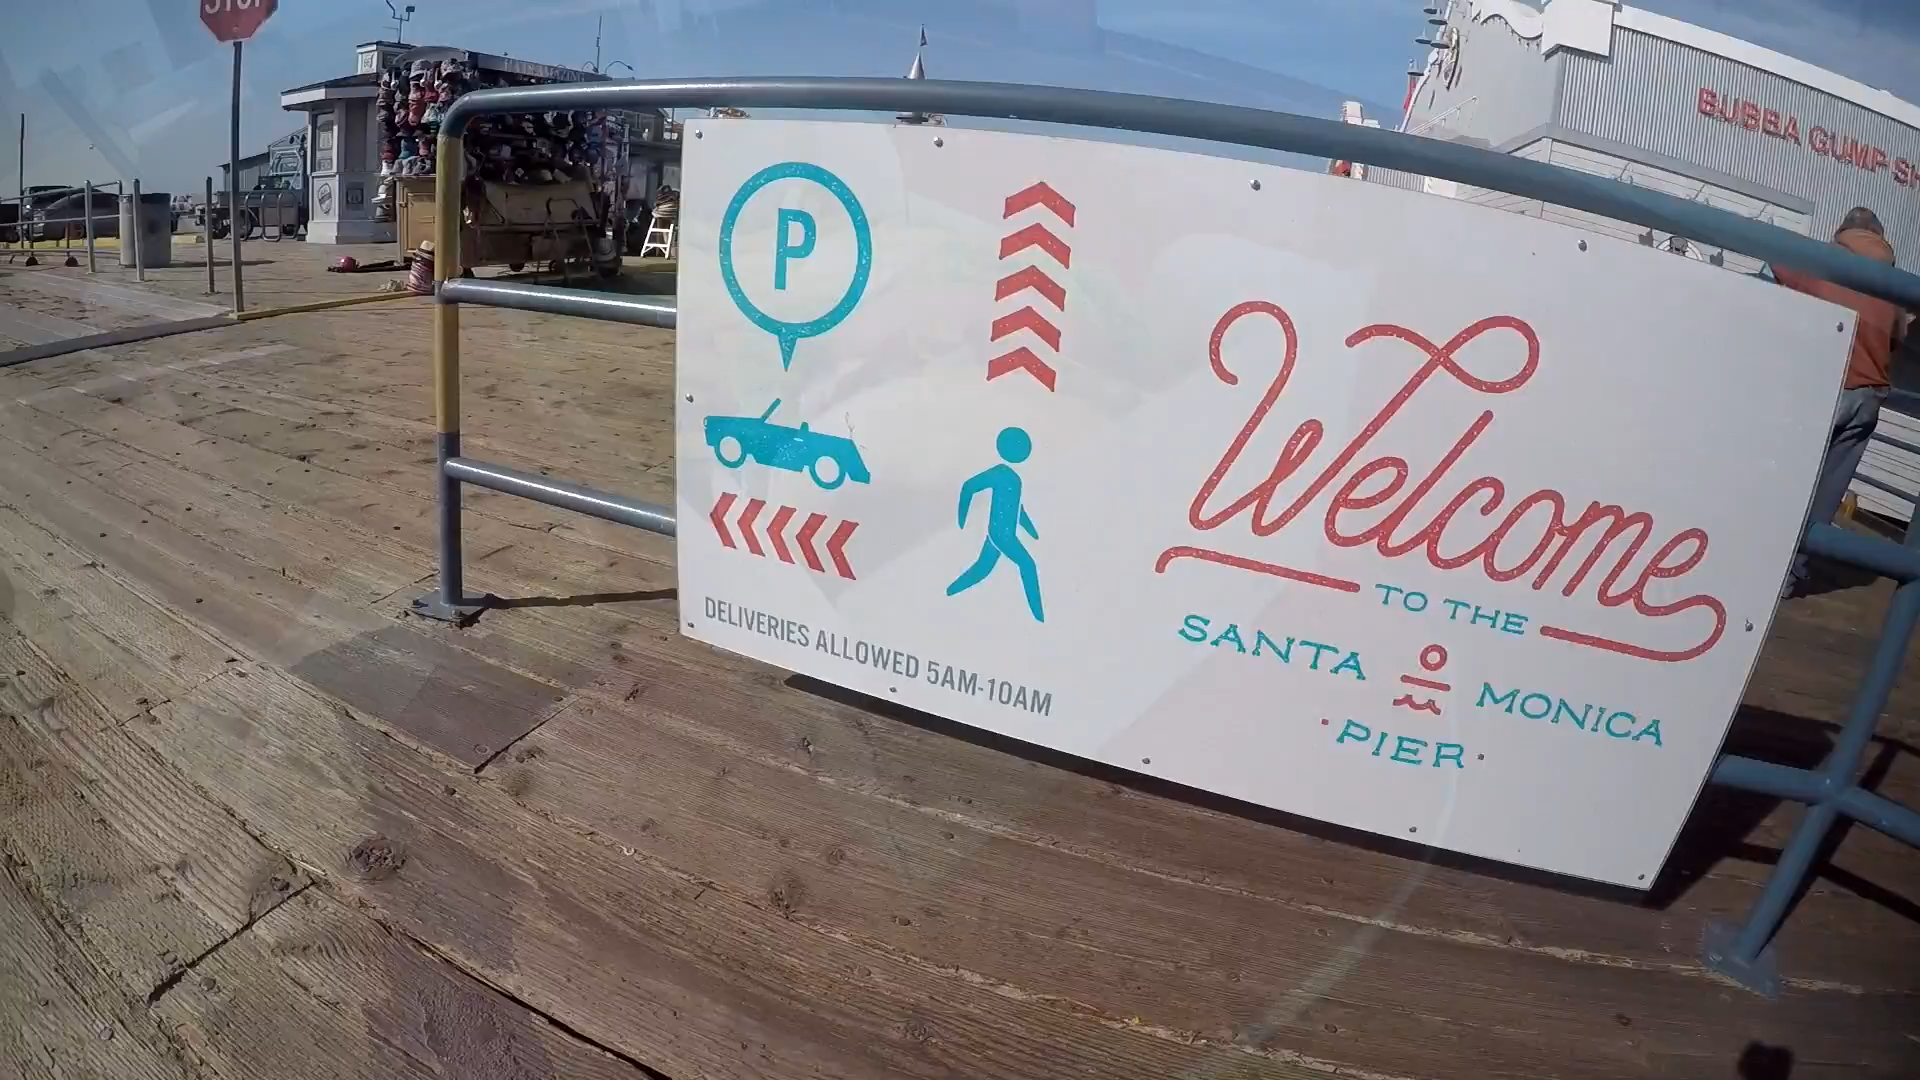 STOP
BUBBA GUMP SH
P
Welcome
TO THE
SANTA MONICA
·PIER·
DELIVERIES ALLOWED 5AM-10AM